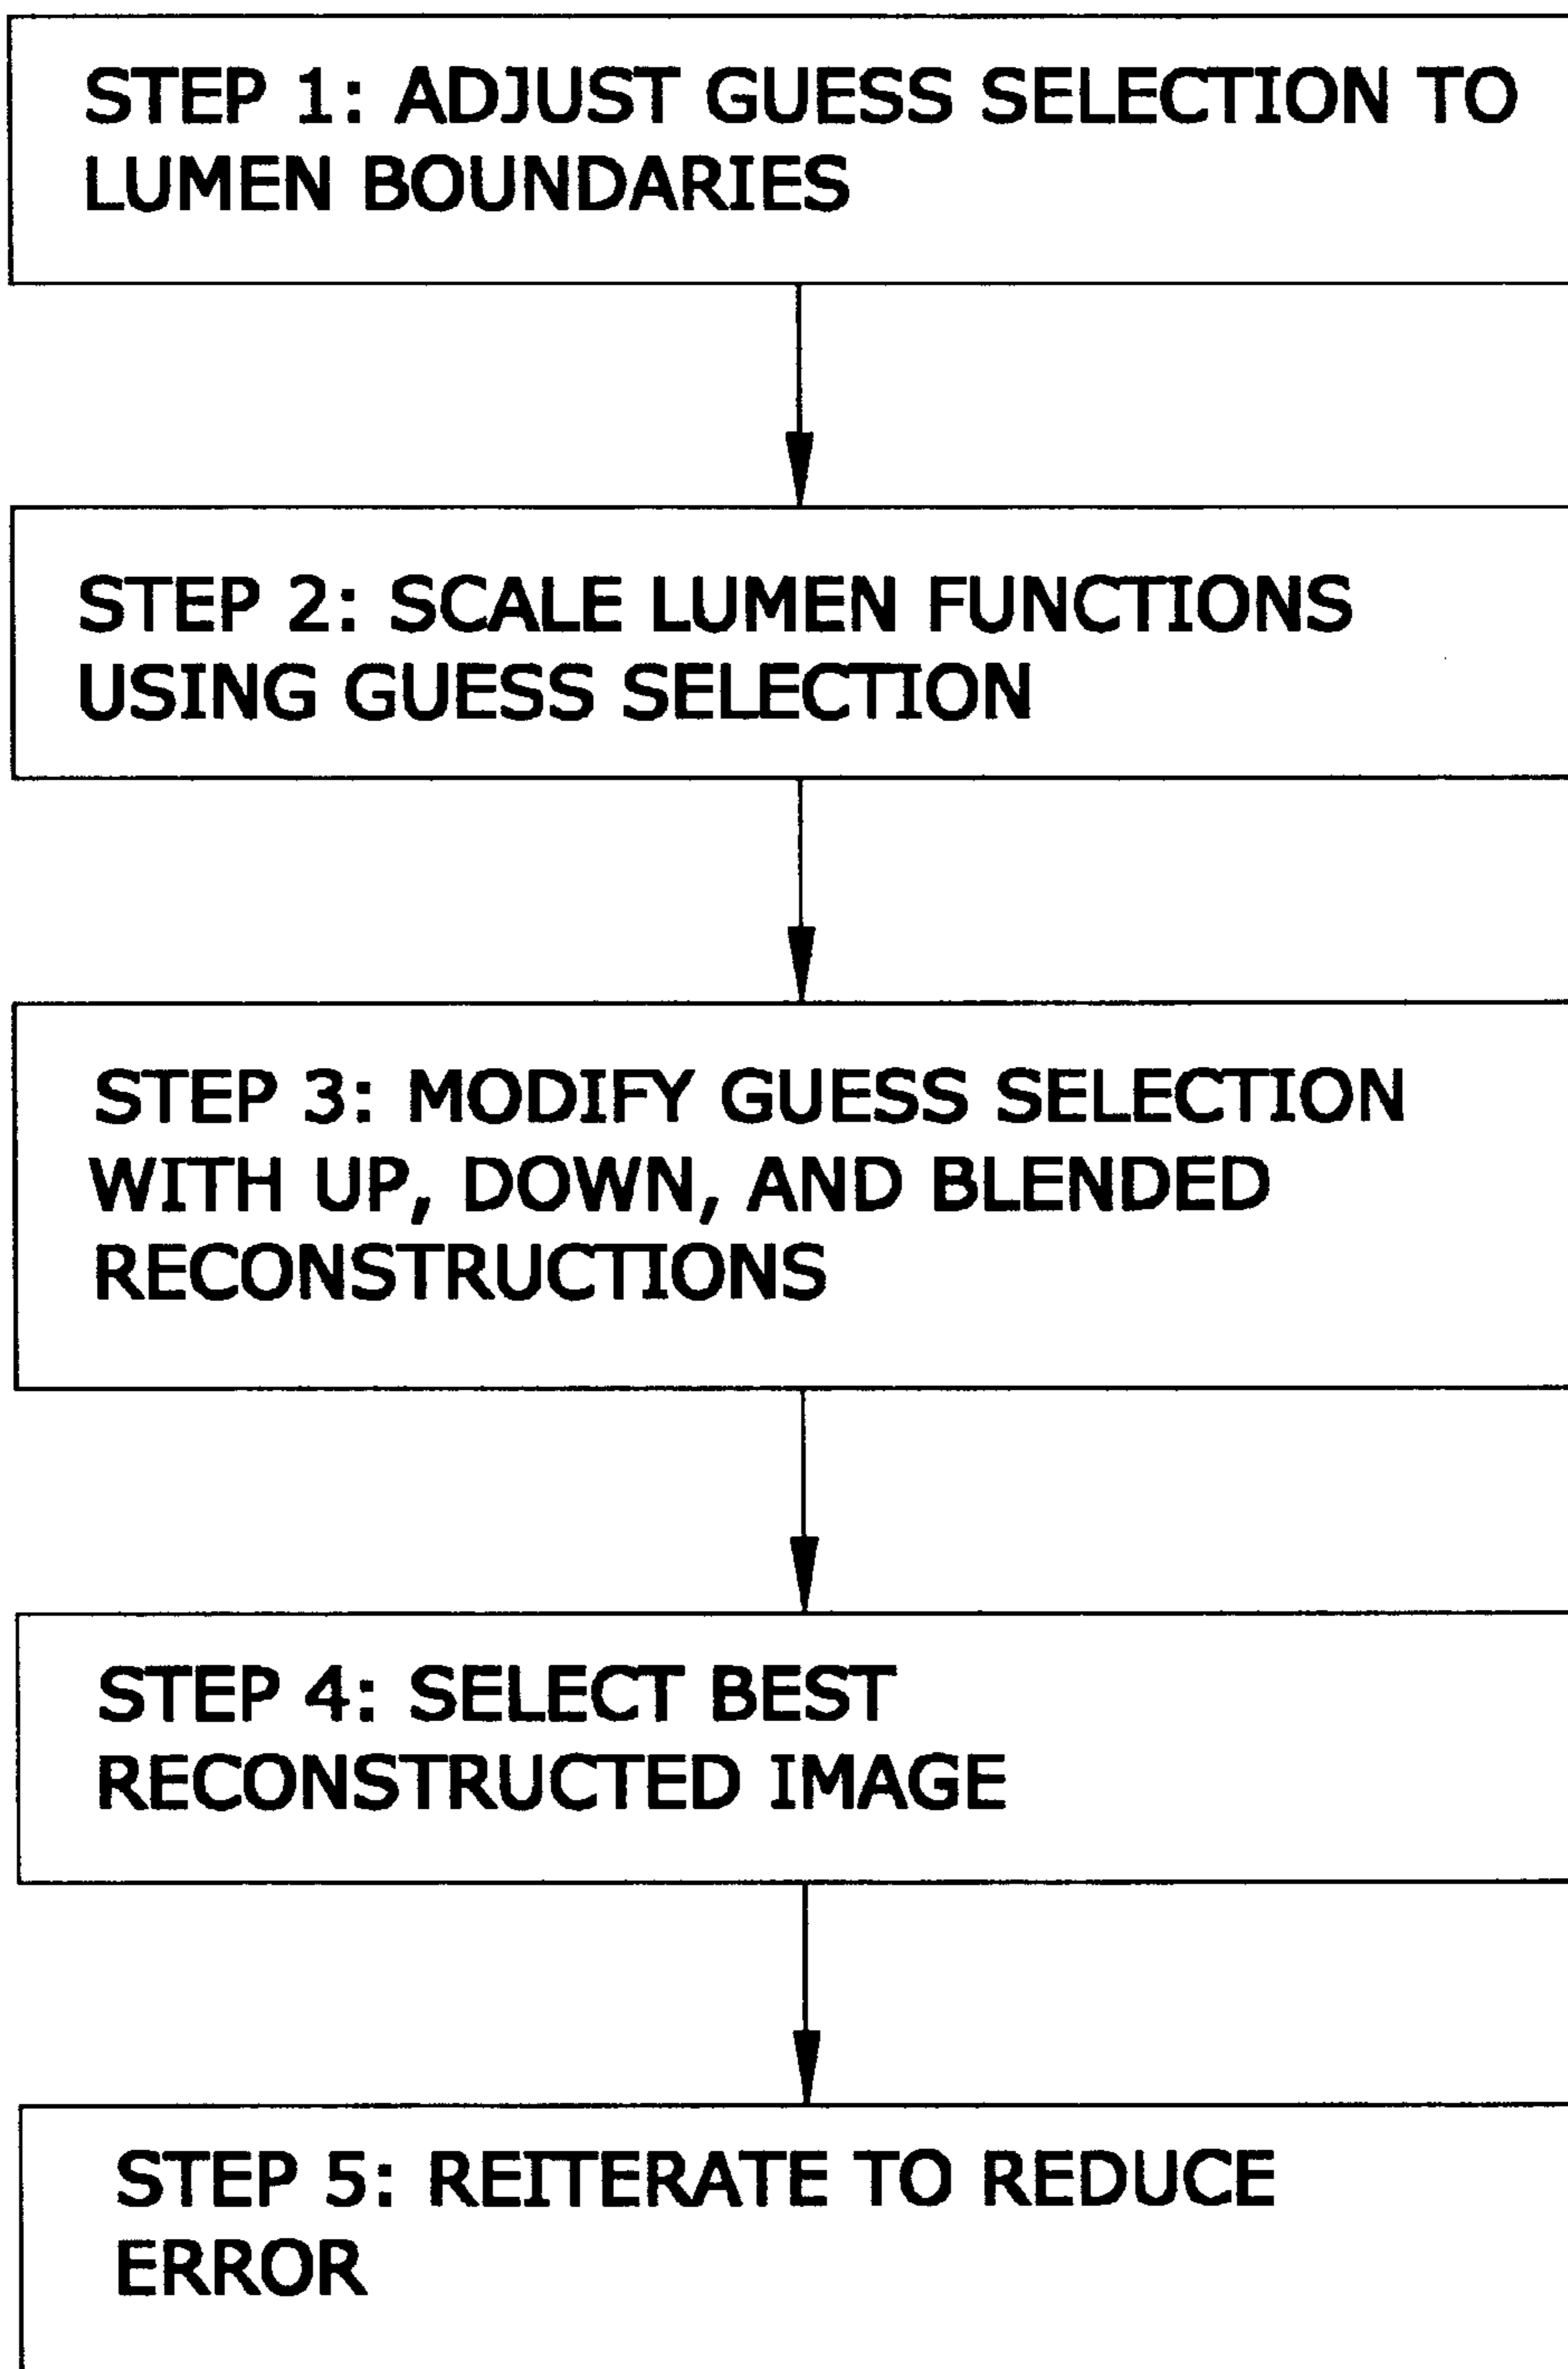 STEP 1: ADJUST GUESS SELECTION TO
LUMEN BOUNDARIES
STEP 2: SCALE LUMEN FUNCTIONS
USING GUESS SELECTION
STEP 3: MODIFY GUESS SELECTION
WITH UP, DOWN, AND BLENDED
RECONSTRUCTIONS
STEP 4: SELECT BEST
RECONSTRUCTED IMAGE
STEP 5: REITERATE TO REDUCE
ERROR